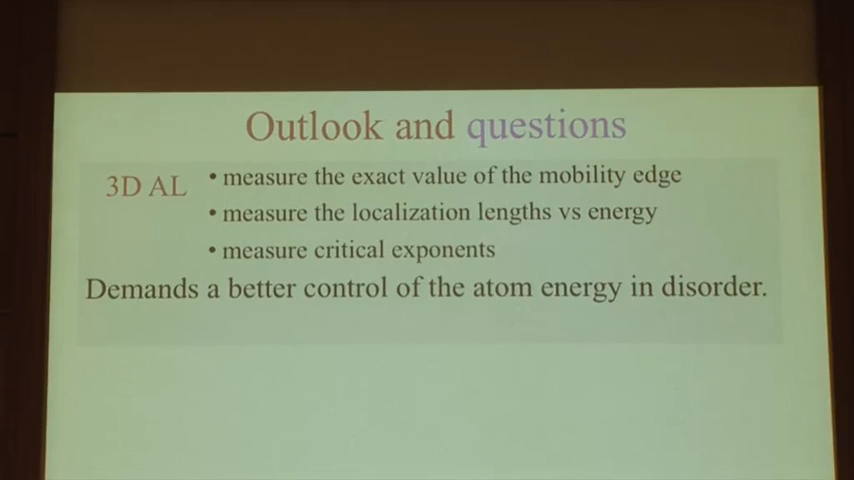 Outlook and questions
3D AL
• measure the exact value of the mobility edge
• measure the localization lengths vs energy
• measure critical exponents
Demands a better control of the atom energy in disorder.